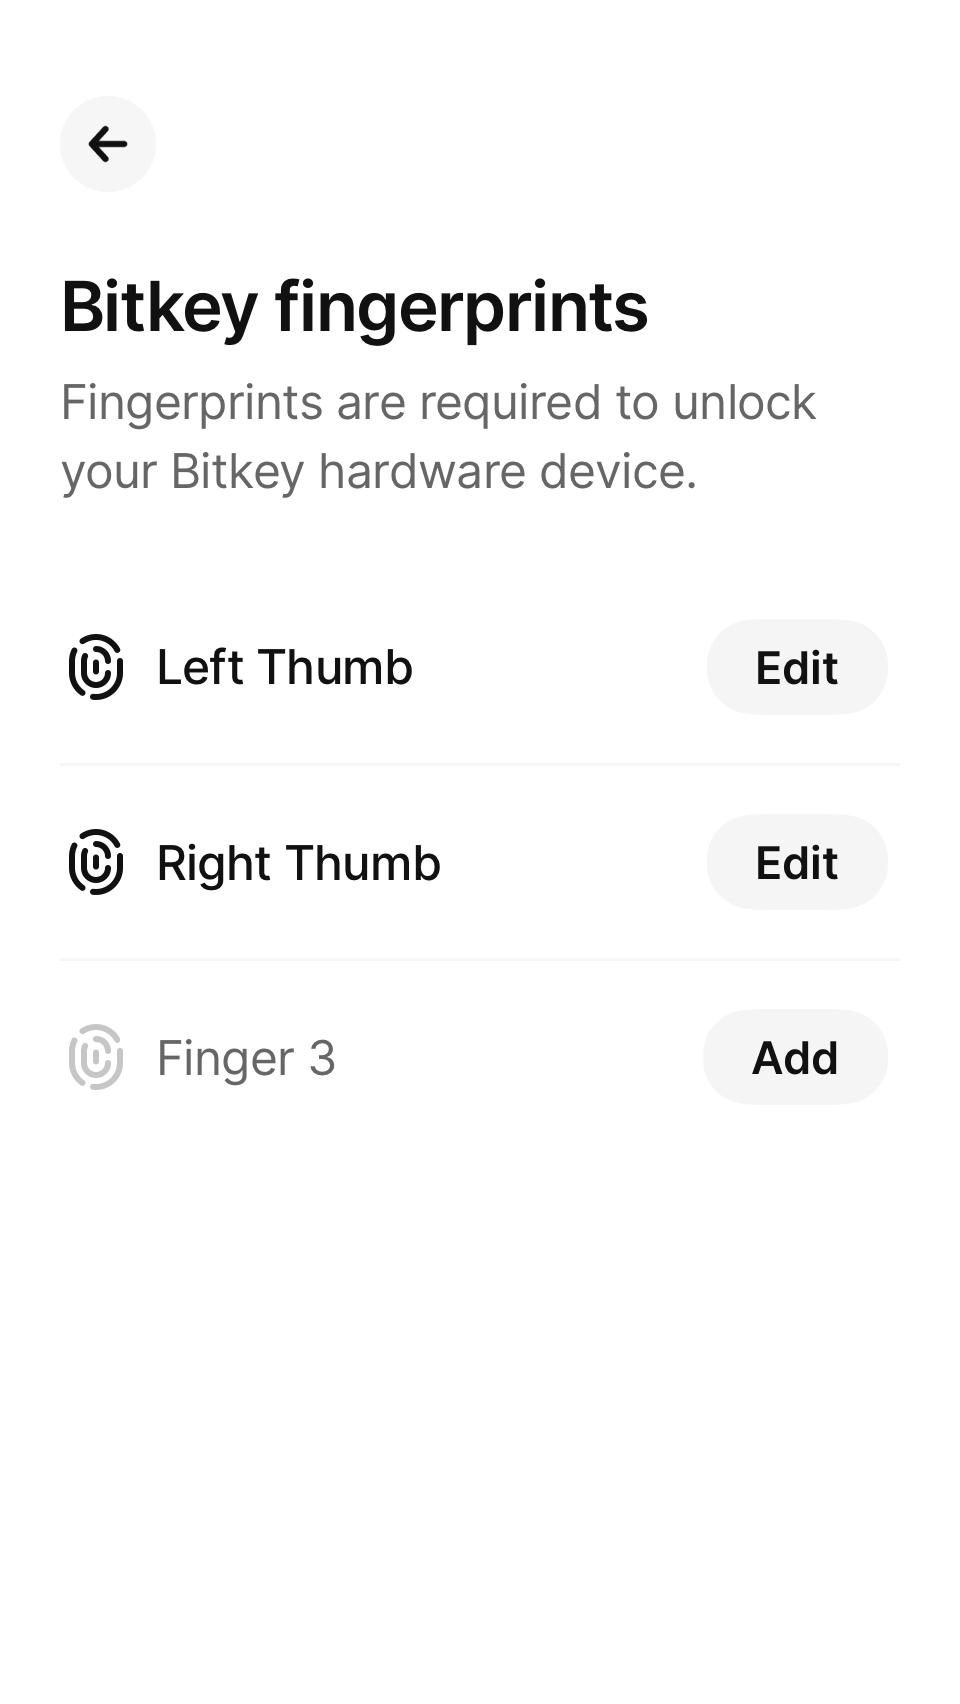 Bitkey fingerprints
Fingerprints are required to unlock
your Bitkey hardware device.
Left Thumb
Edit
Right Thumb
Edit
Finger 3
Add